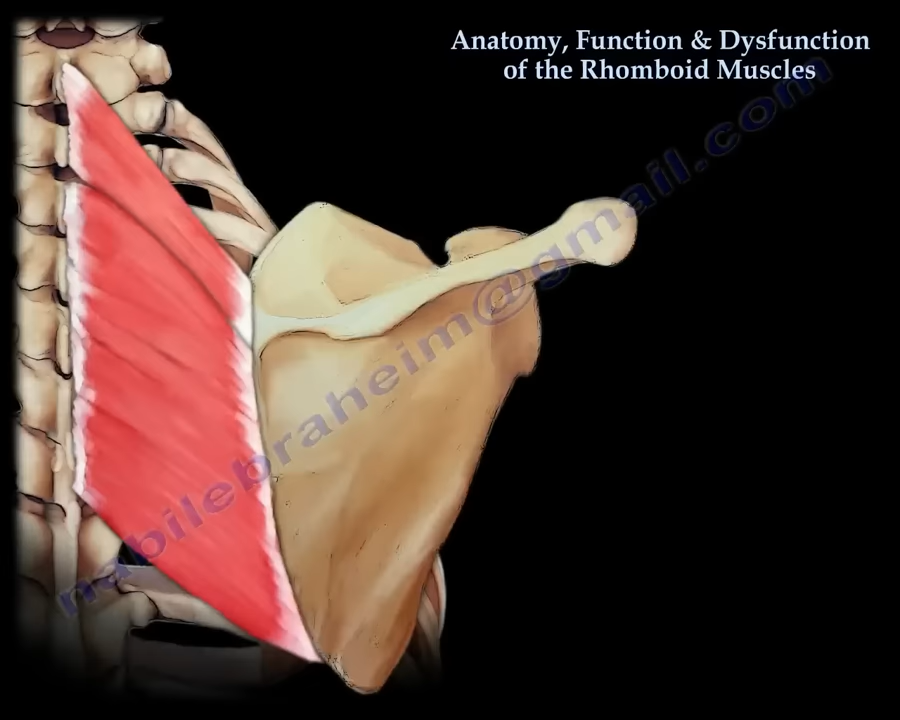 Anatomy, Function & Dysfunction
of the Rhomboid Muscles
nabilebraheim@gmail.com